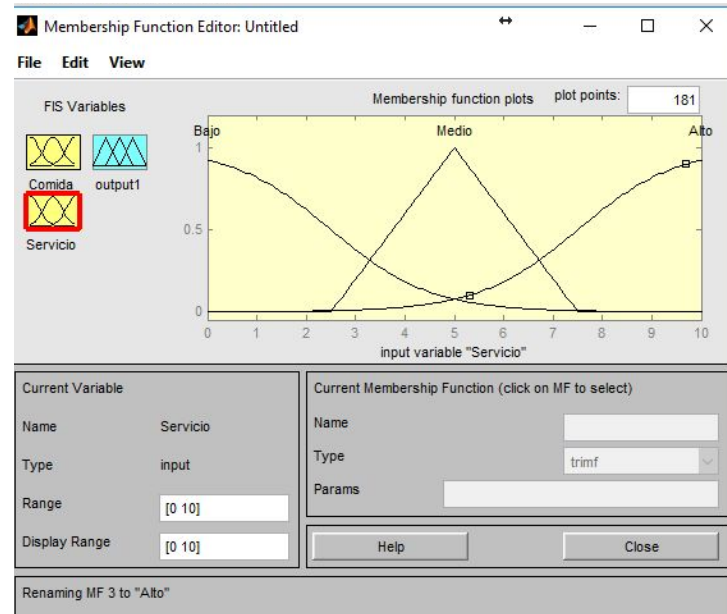 Membership Function Editor: Untitled
File Edit View
FIS Variables
Membership function plots
plot points:
181
Comida
output1
Servicio
Bajo
Medio
Alto
1
0.5
0
0 1 2 3 4 5 6 7 8 9 10
input variable "Servicio"
Current Variable
Name Servicio
Type input
Range [0 10]
Display Range [0 10]
Current Membership Function (click on MF to select)
Name
Type trimf
Params
Help
Close
Renaming MF 3 to "Alto"